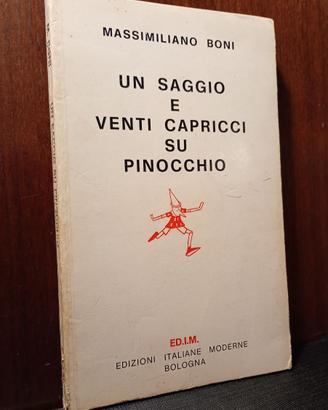 MASSIMILIANO BONI
UN SAGGIO
E
VENTI CAPRICCI
SU
PINOCCHIO
ED.I.M.
EDIZIONI ITALIANE MODERNE
BOLOGNA